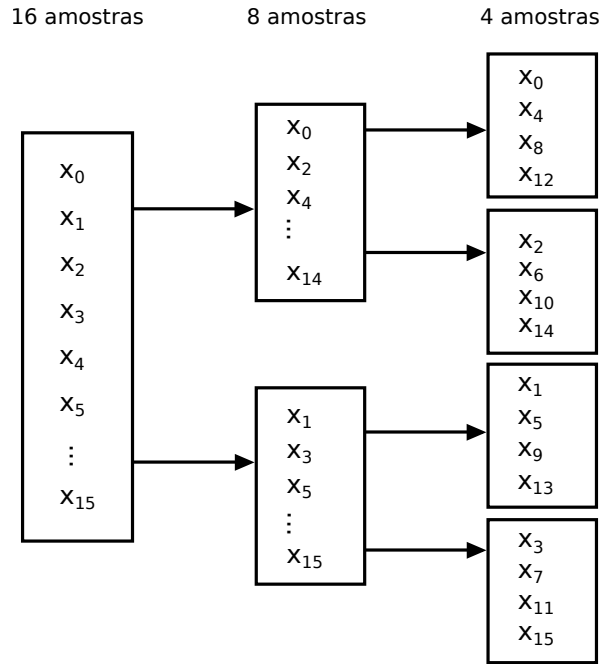 16 amostras
8 amostras
4 amostras
x₀
x₁
x₂
x₃
x₄
x₅
⋮
x₁₅
x₀
x₂
x₄
⋮
x₁₄
x₁
x₃
x₅
⋮
x₁₅
x₀
x₄
x₈
x₁₂
x₂
x₆
x₁₀
x₁₄
x₁
x₅
x₉
x₁₃
x₃
x₇
x₁₁
x₁₅